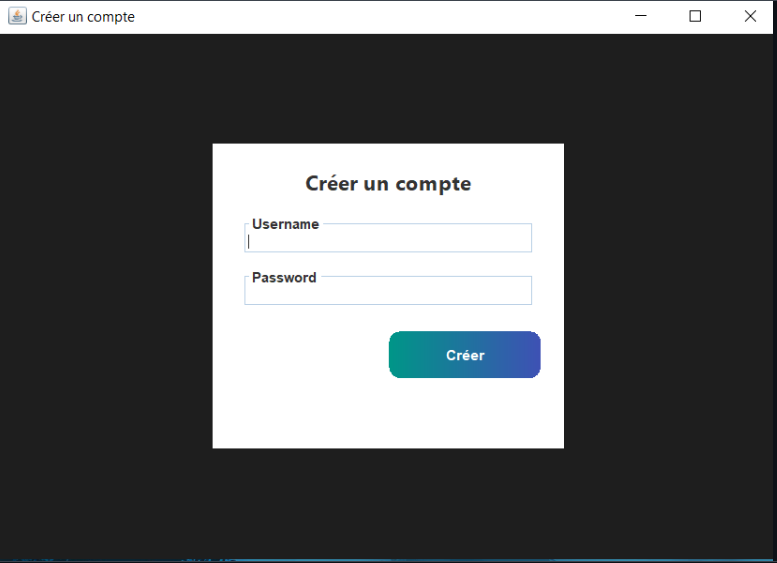 Créer un compte
Créer un compte
Username
Password
Créer